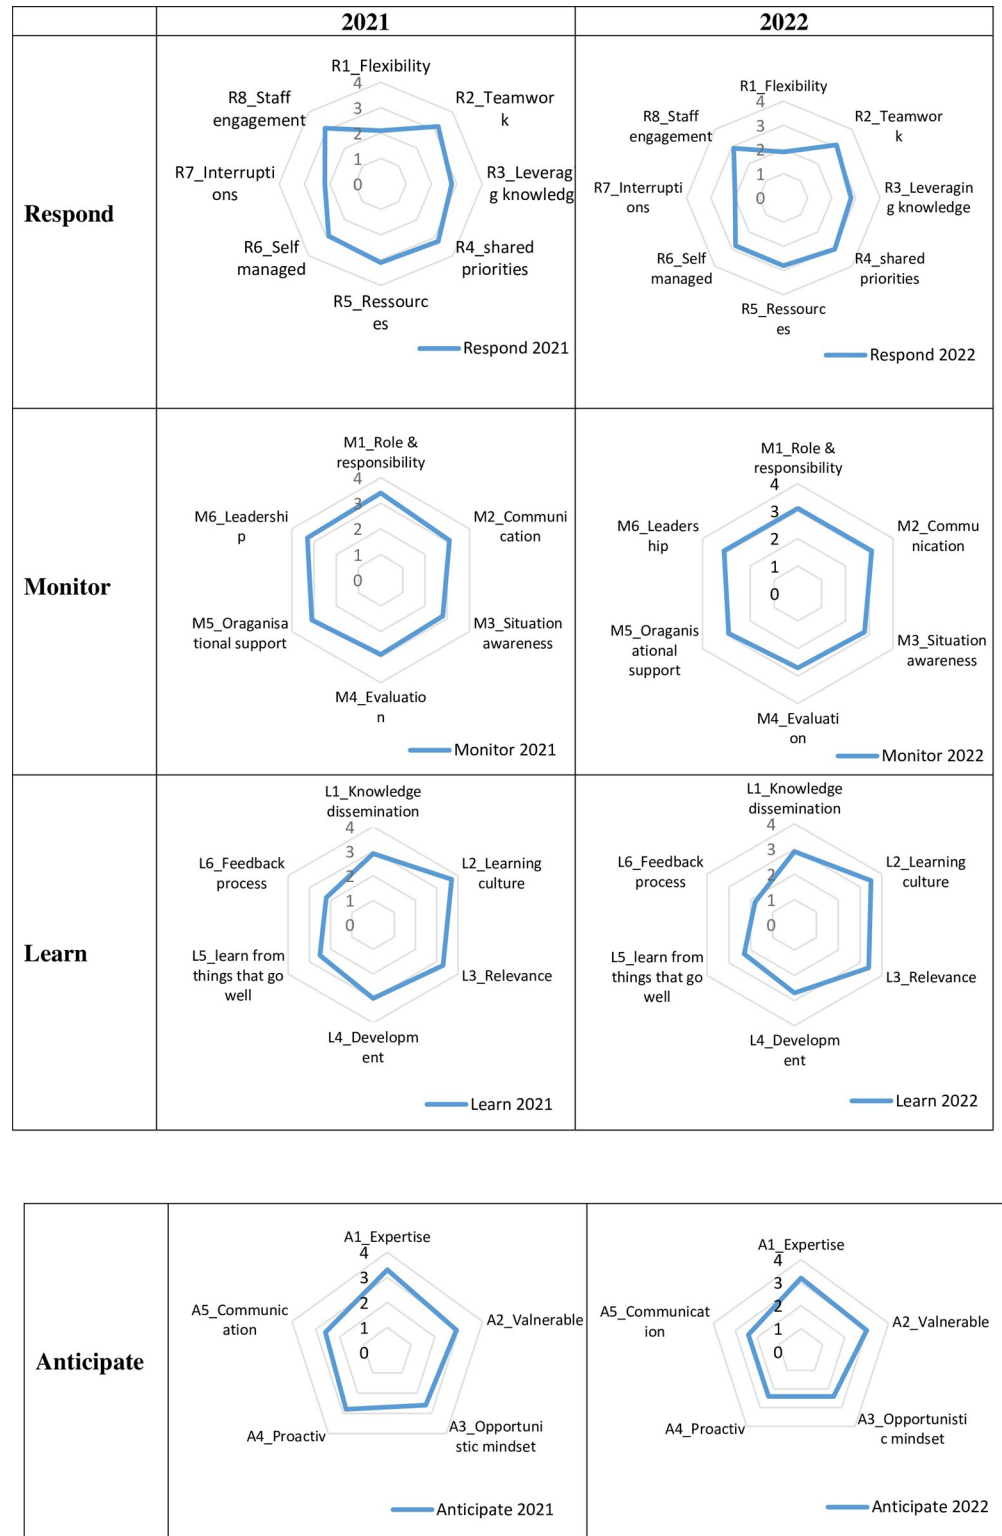 2021
2022
Respond
R1_Flexibility
R2_Teamwor
k
R3_Leveragi
g knowledg
R4_shared
priorities
R5_Ressourc
es
R6_Self
managed
R7_Interrupti
ons
R8_Staff
engagement
4
3
2
1
0
Respond 2021
R1_Flexibility
R2_Teamwor
k
R3_Leveragin
g knowledge
R4_shared
priorities
R5_Ressourc
es
R6_Self
managed
R7_Interrupti
ons
R8_Staff
engagement
4
3
2
1
0
Respond 2022
Monitor
M1_Role &
responsibility
M2_Communi
cation
M3_Situation
awareness
M4_Evaluatio
n
M5_Oraganisa
tional support
M6_Leadershi
p
4
3
2
1
0
Monitor 2021
M1_Role &
responsibility
M2_Commu
nication
M3_Situation
awareness
M4_Evaluati
on
M5_Oraganis
ational
support
M6_Leaders
hip
4
3
2
1
0
Monitor 2022
Learn
L1_Knowledge
dissemination
L2_Learning
culture
L3_Relevance
L4_Developm
ent
L5_learn from
things that go
well
L6_Feedback
process
4
3
2
1
0
Learn 2021
L1_Knowledge
dissemination
L2_Learning
culture
L3_Relevance
L4_Developm
ent
L5_learn from
things that go
well
L6_Feedback
process
4
3
2
1
0
Learn 2022
Anticipate
A1_Expertise
A2_Valnerable
A3_Opportuni
stic mindset
A4_Proactiv
A5_Communic
ation
4
3
2
1
0
Anticipate 2021
A1_Expertise
A2_Valnerable
A3_Opportunisti
c mindset
A4_Proactiv
A5_Communicat
ion
4
3
2
1
0
Anticipate 2022